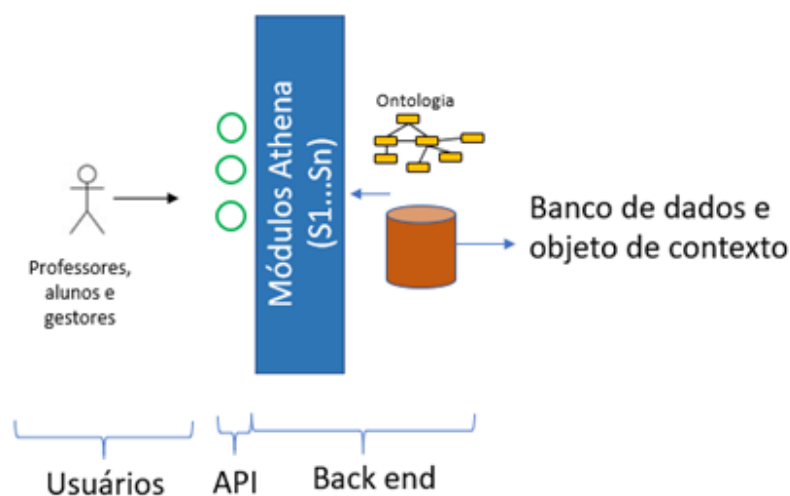 Professores,
alunos e
gestores
Módulos Athena
(S1...Sn)
Ontologia
Banco de dados e
objeto de contexto
Usuários
API
Back end